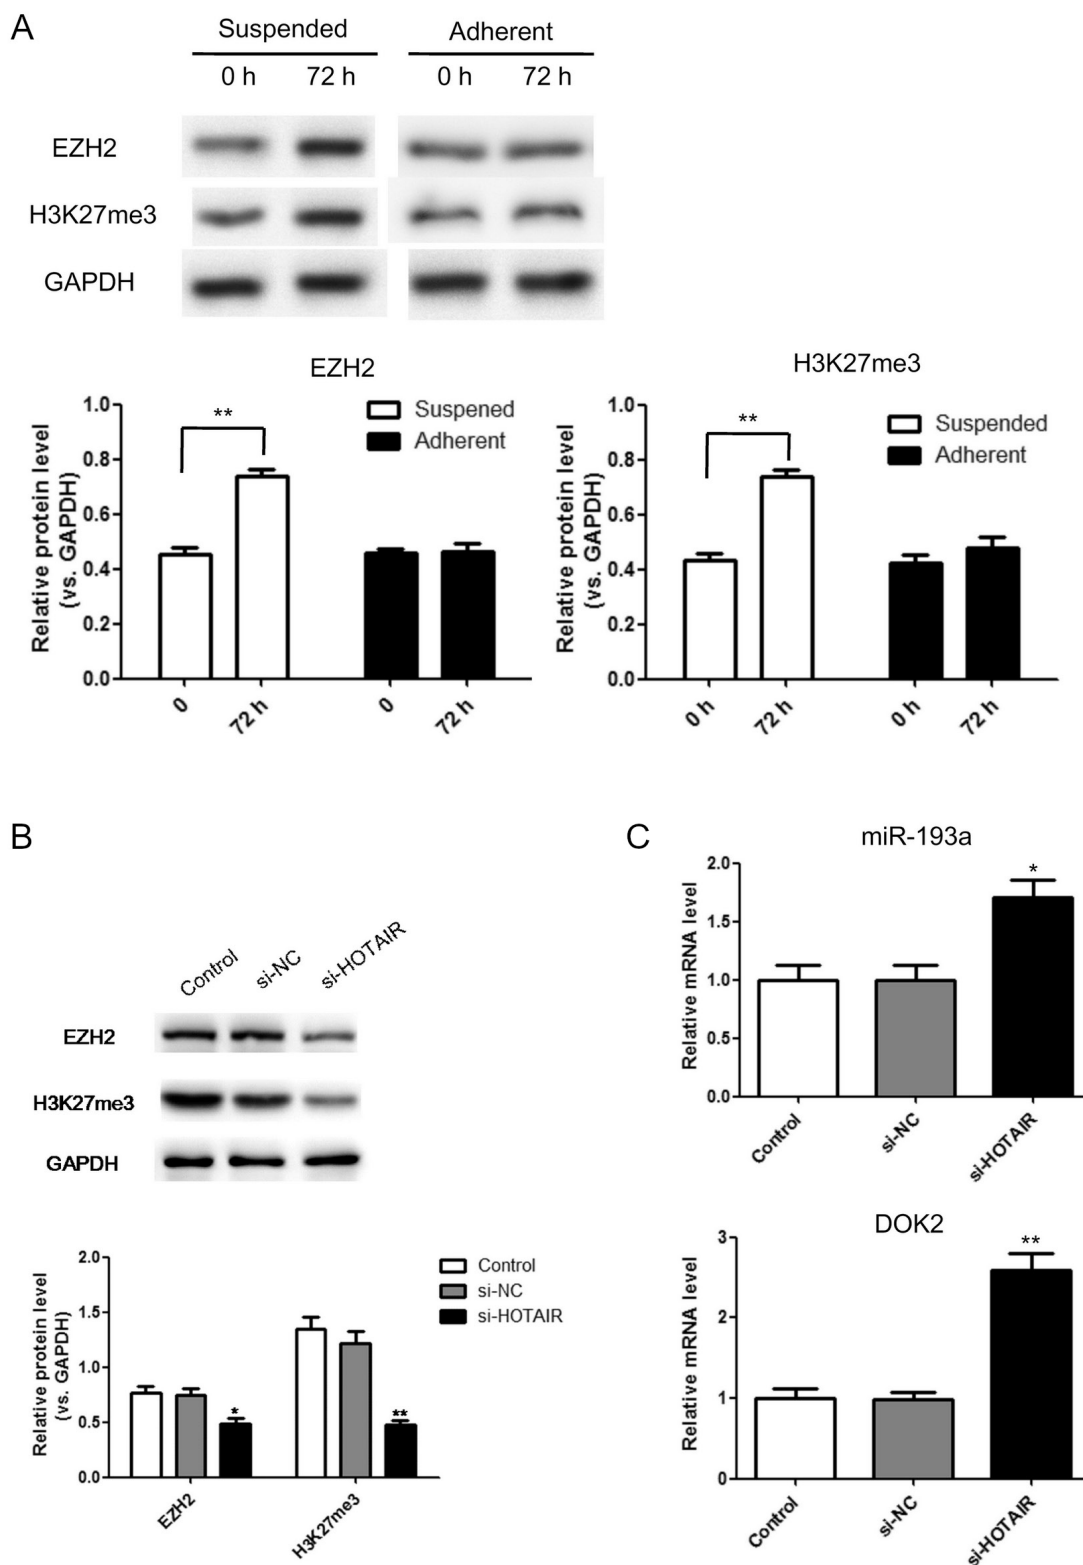 A
Suspended Adherent
0 h 72 h 0 h 72 h
EZH2
H3K27me3
GAPDH
EZH2
Relative protein level
(vs. GAPDH)
1.0
0.8
0.6
0.4
0.2
0.0
**
Suspened
Adherent
0 72 h 0 72 h
H3K27me3
Relative protein level
(vs. GAPDH)
1.0
0.8
0.6
0.4
0.2
0.0
**
Suspended
Adherent
0 h 72 h 0 h 72 h
B
Control si-NC si-HOTAIR
EZH2
H3K27me3
GAPDH
Relative protein level
(vs. GAPDH)
2.0
1.5
1.0
0.5
0.0
*
**
Control
si-NC
si-HOTAIR
EZH2 H3K27me3
C
miR-193a
Relative mRNA level
2.0
1.5
1.0
0.5
0.0
*
Control si-NC si-HOTAIR
DOK2
Relative mRNA level
3
2
1
0
**
Control si-NC si-HOTAIR